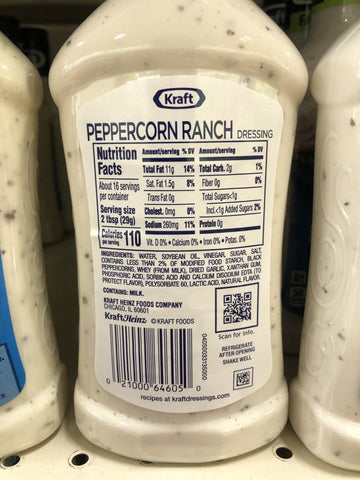 Kraft
PEPPERCORN RANCH DRESSING
Nutrition Facts
About 16 servings
per container
Serving size
2 tbsp (29g)
Calories 110
per serving
Amount/serving % DV
Total Fat 11g 14%
Sat. Fat 1.5g 8%
Trans Fat 0g
Cholest. 0mg 0%
Sodium 260mg 11%
Amount/serving % DV
Total Carb. 2g 1%
Fiber 0g 0%
Total Sugars<1g
Incl.<1g Added Sugars 2%
Protein 0g
Vit. D 0% • Calcium 0% • Iron 0% • Potas. 0%
INGREDIENTS: WATER, SOYBEAN OIL, VINEGAR, SUGAR, SALT,
CONTAINS LESS THAN 2% OF MODIFIED FOOD STARCH, BLACK
PEPPERCORNS, WHEY (FROM MILK), DRIED GARLIC, XANTHAN GUM,
PHOSPHORIC ACID, SORBIC ACID AND CALCIUM DISODIUM EDTA (TO
PROTECT FLAVOR), POLYSORBATE 60, LACTIC ACID, NATURAL FLAVOR.
CONTAINS: MILK.
KRAFT HEINZ FOODS COMPANY
CHICAGO, IL 60601
KraftHeinz © KRAFT FOODS
Scan for info.
REFRIGERATE
AFTER OPENING
SHAKE WELL
0 21000 64605 0
recipes at kraftdressings.com